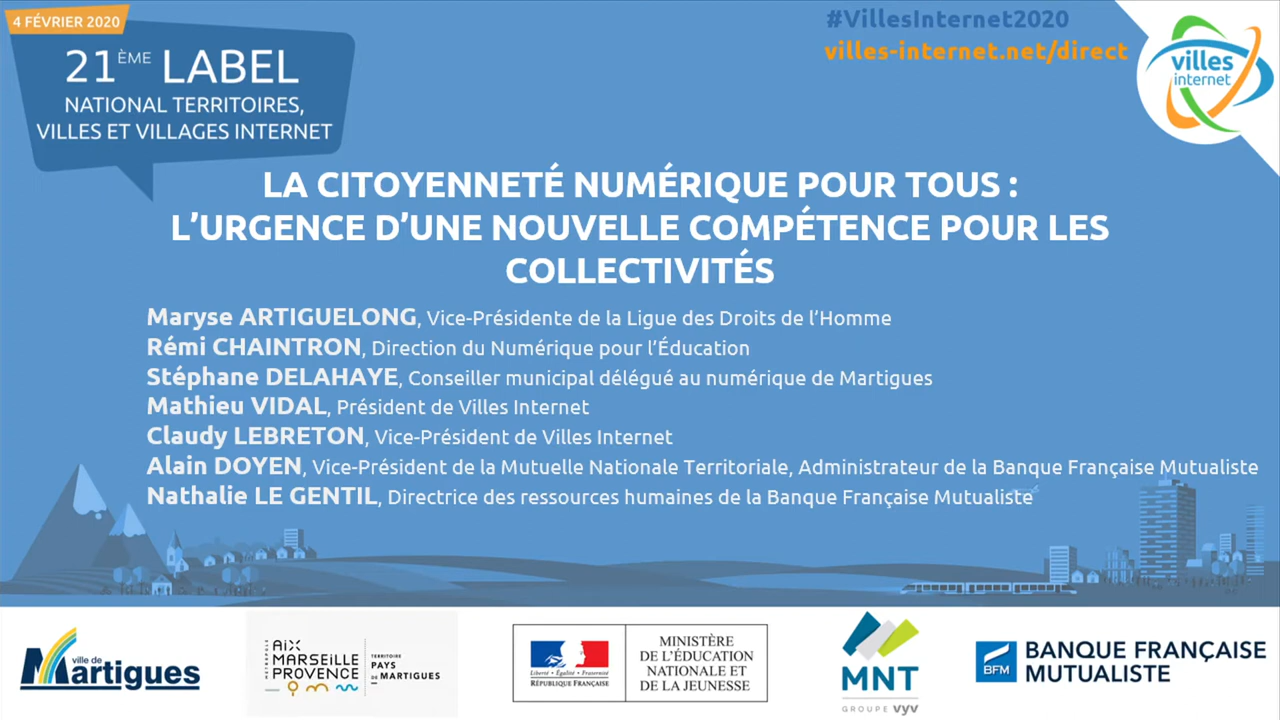 4 FÉVRIER 2020
21ÈME LABEL
NATIONAL TERRITOIRES,
VILLES ET VILLAGES INTERNET
#VillesInternet2020
villes-internet.net/direct
villes
internet
LA CITOYENNETÉ NUMÉRIQUE POUR TOUS :
L’URGENCE D’UNE NOUVELLE COMPÉTENCE POUR LES
COLLECTIVITÉS
Maryse ARTIGUELONG, Vice-Présidente de la Ligue des Droits de l’Homme
Rémi CHAINTRON, Direction du Numérique pour l’Éducation
Stéphane DELAHAYE, Conseiller municipal délégué au numérique de Martigues
Mathieu VIDAL, Président de Villes Internet
Claudy LEBRETON, Vice-Président de Villes Internet
Alain DOYEN, Vice-Président de la Mutuelle Nationale Territoriale, Administrateur de la Banque Française Mutualiste
Nathalie LE GENTIL, Directrice des ressources humaines de la Banque Française Mutualiste
ville de
Martigues
METROPOLE
AIX
MARSEILLE
PROVENCE
TERRITOIRE
PAYS
DE MARTIGUES
Liberté • Égalité • Fraternité
RÉPUBLIQUE FRANÇAISE
MINISTÈRE
DE L’ÉDUCATION
NATIONALE ET
DE LA JEUNESSE
MNT
GROUPE vyv
BFM
BANQUE FRANÇAISE
MUTUALISTE